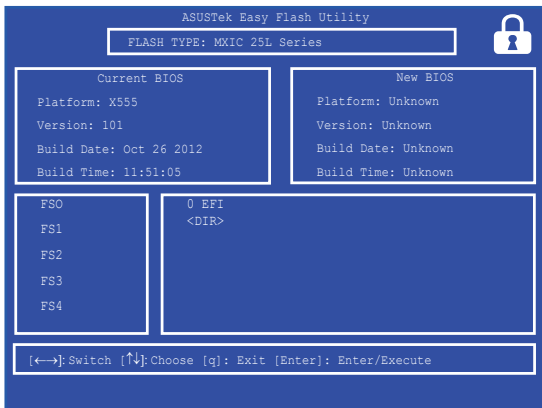 ASUSTek Easy Flash Utility
FLASH TYPE: MXIC 25L Series
Current BIOS
Platform: X555
Version: 101
Build Date: Oct 26 2012
Build Time: 11:51:05
New BIOS
Platform: Unknown
Version: Unknown
Build Date: Unknown
Build Time: Unknown
FSO
FS1
FS2
FS3
FS4
0 EFI
<DIR>
[←→]: Switch [↑↓]: Choose [q]: Exit [Enter]: Enter/Execute